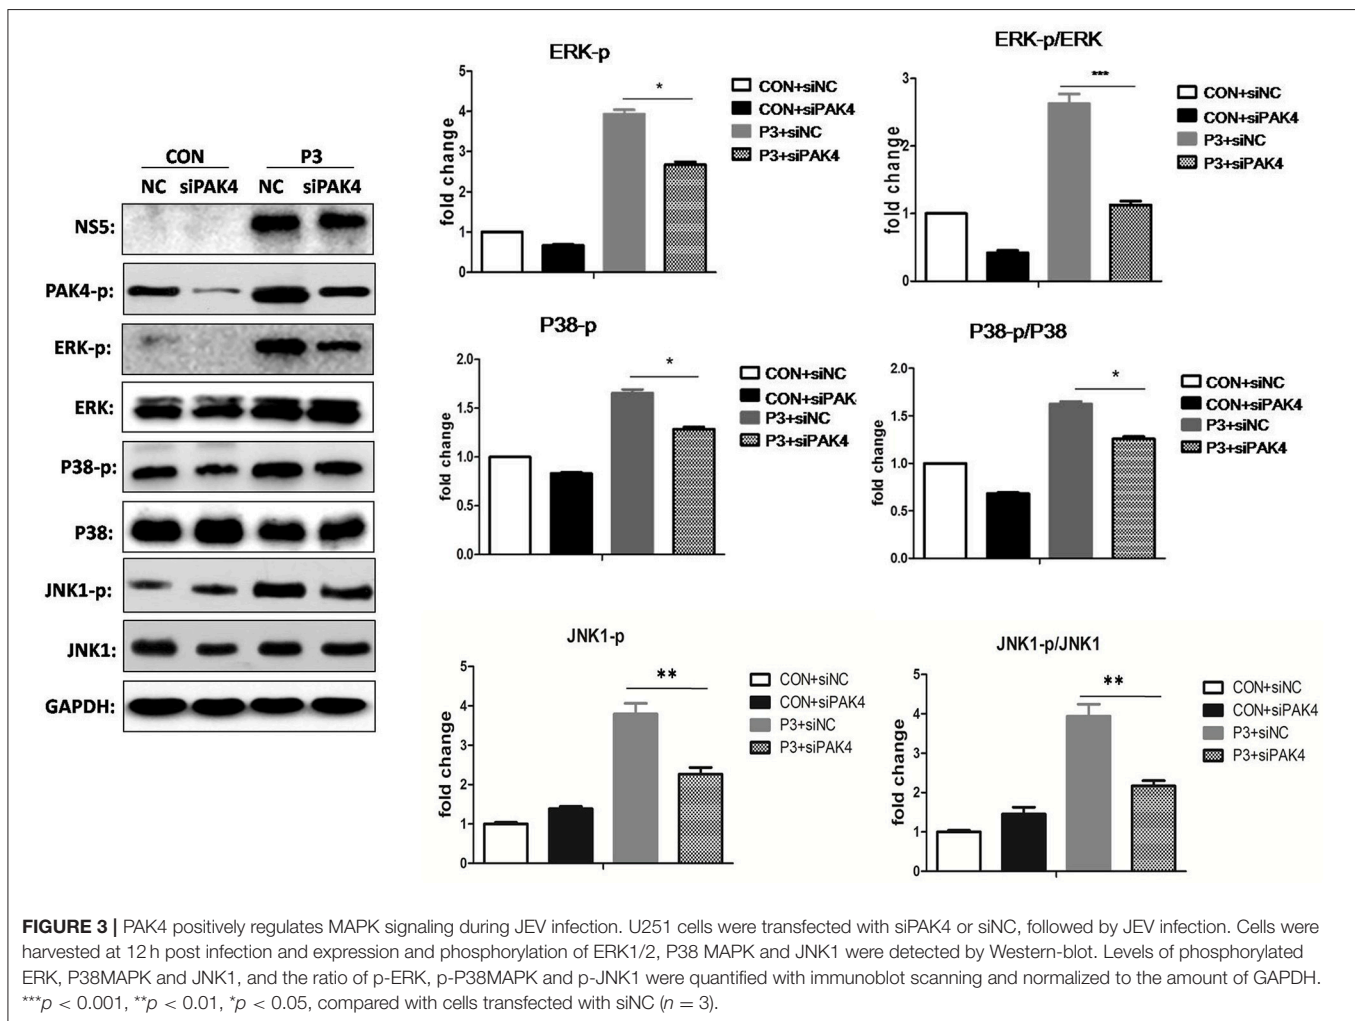 CON P3
NC siPAK4 NC siPAK4
NS5:
PAK4-p:
ERK-p:
ERK:
P38-p:
P38:
JNK1-p:
JNK1:
GAPDH:
ERK-p
fold change
5
4
3
2
1
0
*
CON+siNC
CON+siPAK4
P3+siNC
P3+siPAK4
ERK-p/ERK
fold change
3
2
1
0
***
CON+siNC
CON+siPAK4
P3+siNC
P3+siPAK4
P38-p
fold change
2.0
1.5
1.0
0.5
0.0
*
CON+siNC
CON+siPAK
P3+siNC
P3+siPAK4
P38-p/P38
fold change
2.0
1.5
1.0
0.5
0.0
*
CON+siNC
CON+siPAK4
P3+siNC
P3+siPAK4
JNK1-p
fold change
5
4
3
2
1
0
**
CON+siNC
CON+siPAK4
P3+siNC
P3+siPAK4
JNK1-p/JNK1
fold change
5
4
3
2
1
0
**
CON+siNC
CON+siPAK4
P3+siNC
P3+siPAK4
FIGURE 3 | PAK4 positively regulates MAPK signaling during JEV infection. U251 cells were transfected with siPAK4 or siNC, followed by JEV infection. Cells were
harvested at 12 h post infection and expression and phosphorylation of ERK1/2, P38 MAPK and JNK1 were detected by Western-blot. Levels of phosphorylated
ERK, P38MAPK and JNK1, and the ratio of p-ERK, p-P38MAPK and p-JNK1 were quantified with immunoblot scanning and normalized to the amount of GAPDH.
***p < 0.001, **p < 0.01, *p < 0.05, compared with cells transfected with siNC (n = 3).